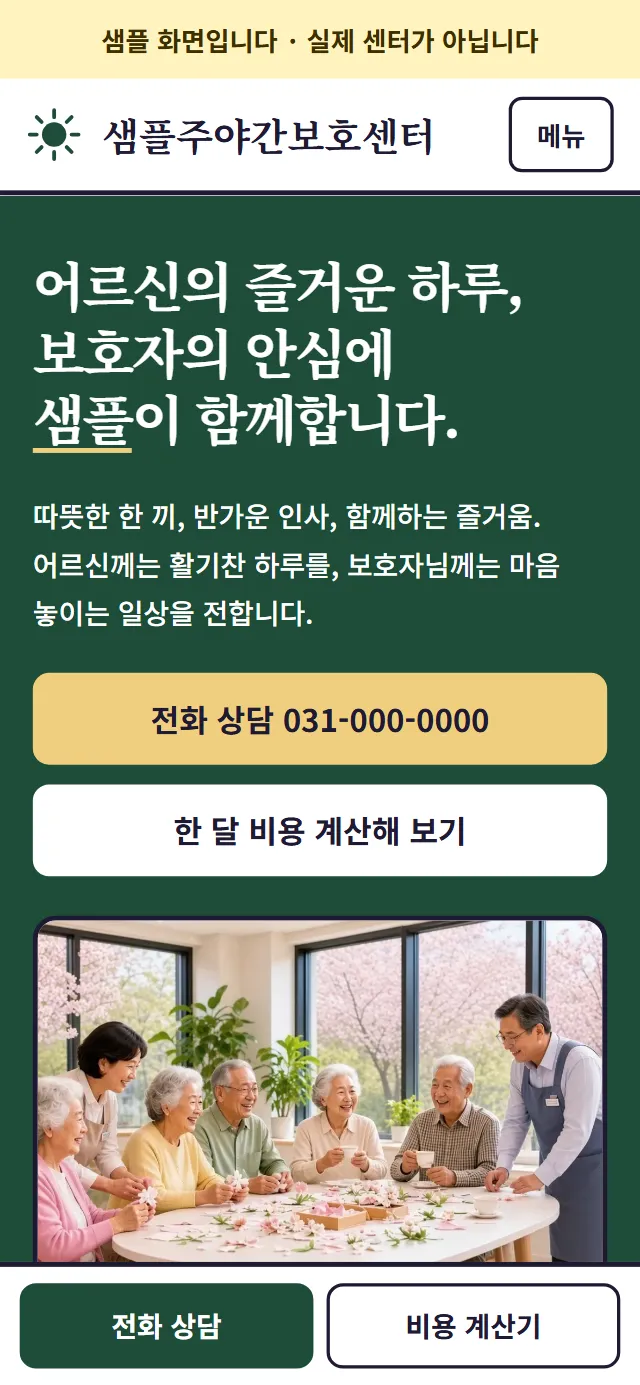 샘플 화면입니다 · 실제 센터가 아닙니다
샘플주야간보호센터
메뉴
어르신의 즐거운 하루,
보호자의 안심에
샘플이 함께합니다.
따뜻한 한 끼, 반가운 인사, 함께하는 즐거움.
어르신께는 활기찬 하루를, 보호자님께는 마음
놓이는 일상을 전합니다.
전화 상담 031-000-0000
한 달 비용 계산해 보기
전화 상담
비용 계산기